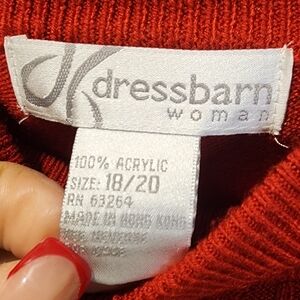 dressbarn
woman
100% ACRYLIC
SIZE: 18/20
RN 63264
MADE IN HONG KONG